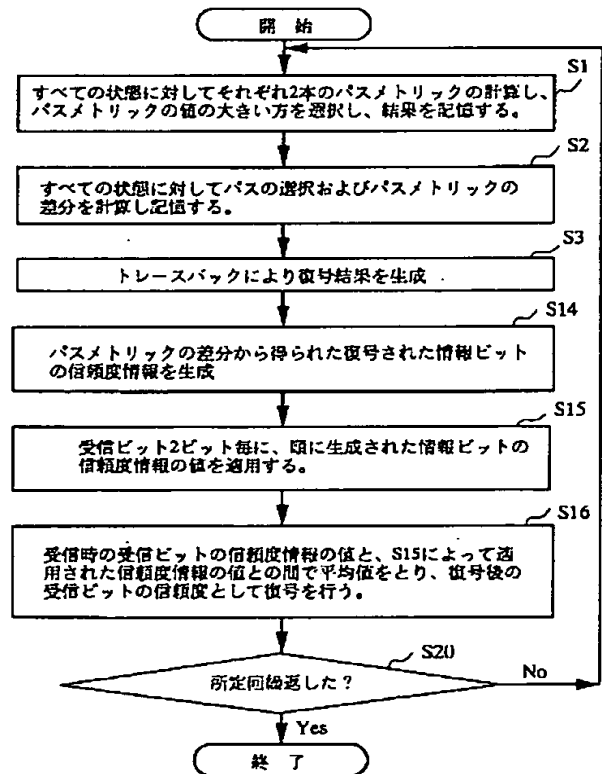 開 始
S1
すべての状態に対してそれぞれ2本のパスメトリックの計算し、
パスメトリックの値の大きい方を選択し、結果を記憶する。
S2
すべての状態に対してパスの選択およびパスメトリックの
差分を計算し記憶する。
S3
トレースバックにより復号結果を生成
S14
パスメトリックの差分から得られた復号された情報ビット
の信頼度情報を生成
S15
受信ビット2ビット毎に、順に生成された情報ビットの
信頼度情報の値を適用する。
S16
受信時の受信ビットの信頼度情報の値と、S15によって適
用された信頼度情報の値との間で平均値をとり、復号後の
受信ビットの信頼度として復号を行う。
S20
所定回繰返した？
No
Yes
終 了